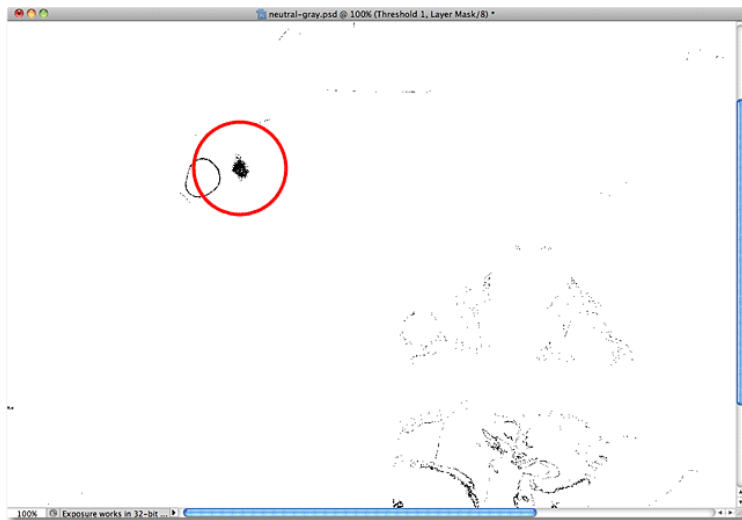 neutral-gray.psd @ 100% (Threshold 1, Layer Mask/8) *
100% Exposure works in 32-bit ...